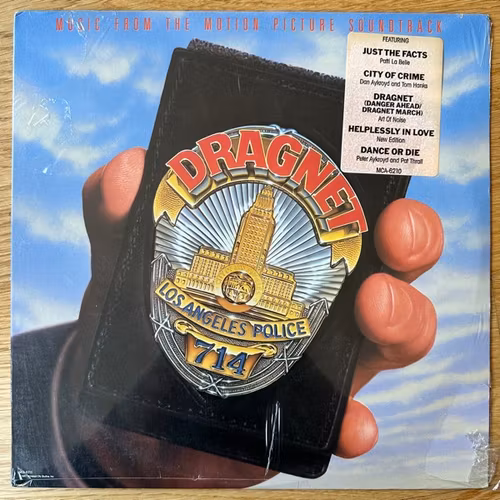 MUSIC FROM THE MOTION PICTURE SOUNDTRACK
FEATURING
JUST THE FACTS
Patti La Belle
CITY OF CRIME
Dan Aykroyd and Tom Hanks
DRAGNET
(DANGER AHEAD/
DRAGNET MARCH)
Art Of Noise
HELPLESSLY IN LOVE
New Edition
DANCE OR DIE
Peter Aykroyd and Pat Thrall
MCA-6210
DRAGNET
LOS ANGELES POLICE
714